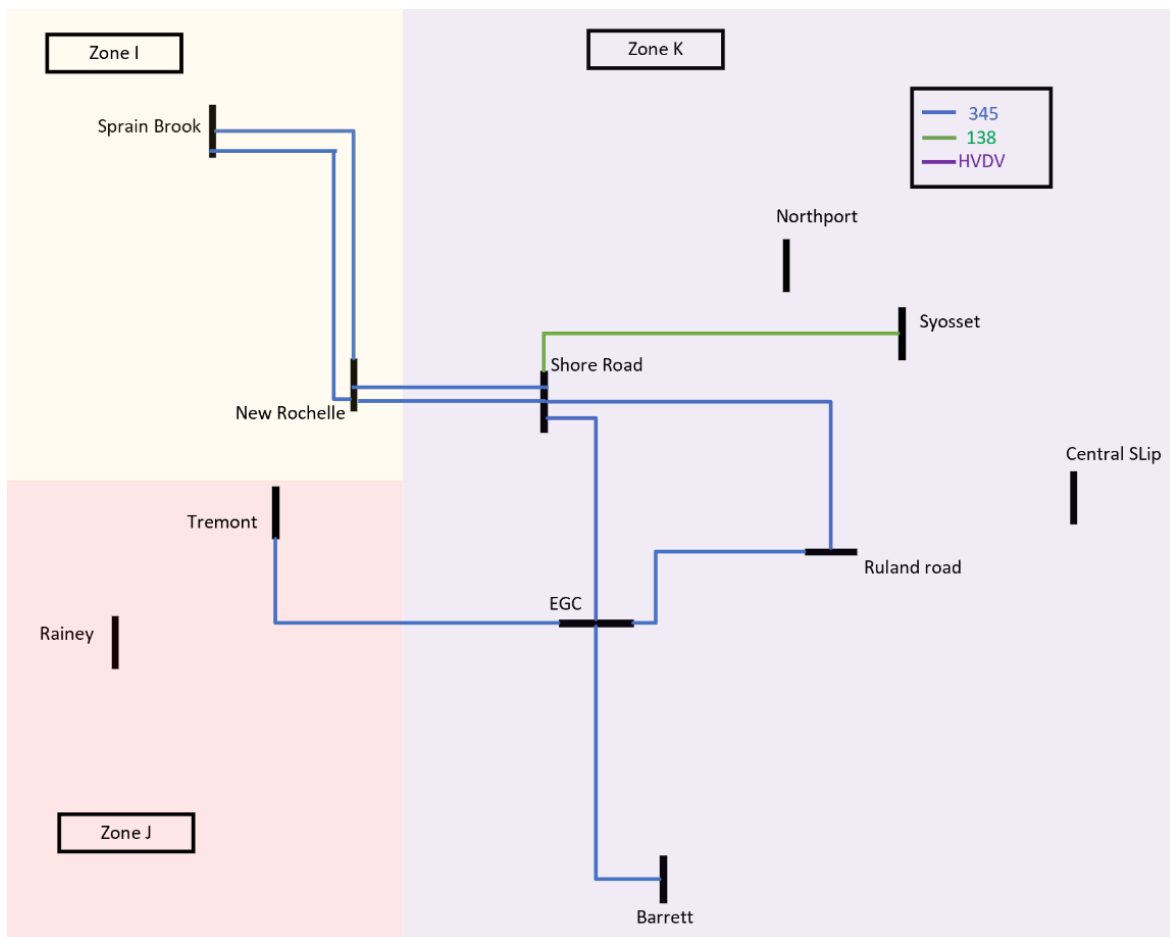 Zone I
Zone K
Sprain Brook
345
138
HVDV
Northport
Syosset
Shore Road
New Rochelle
Central SLip
Tremont
Ruland road
EGC
Rainey
Zone J
Barrett